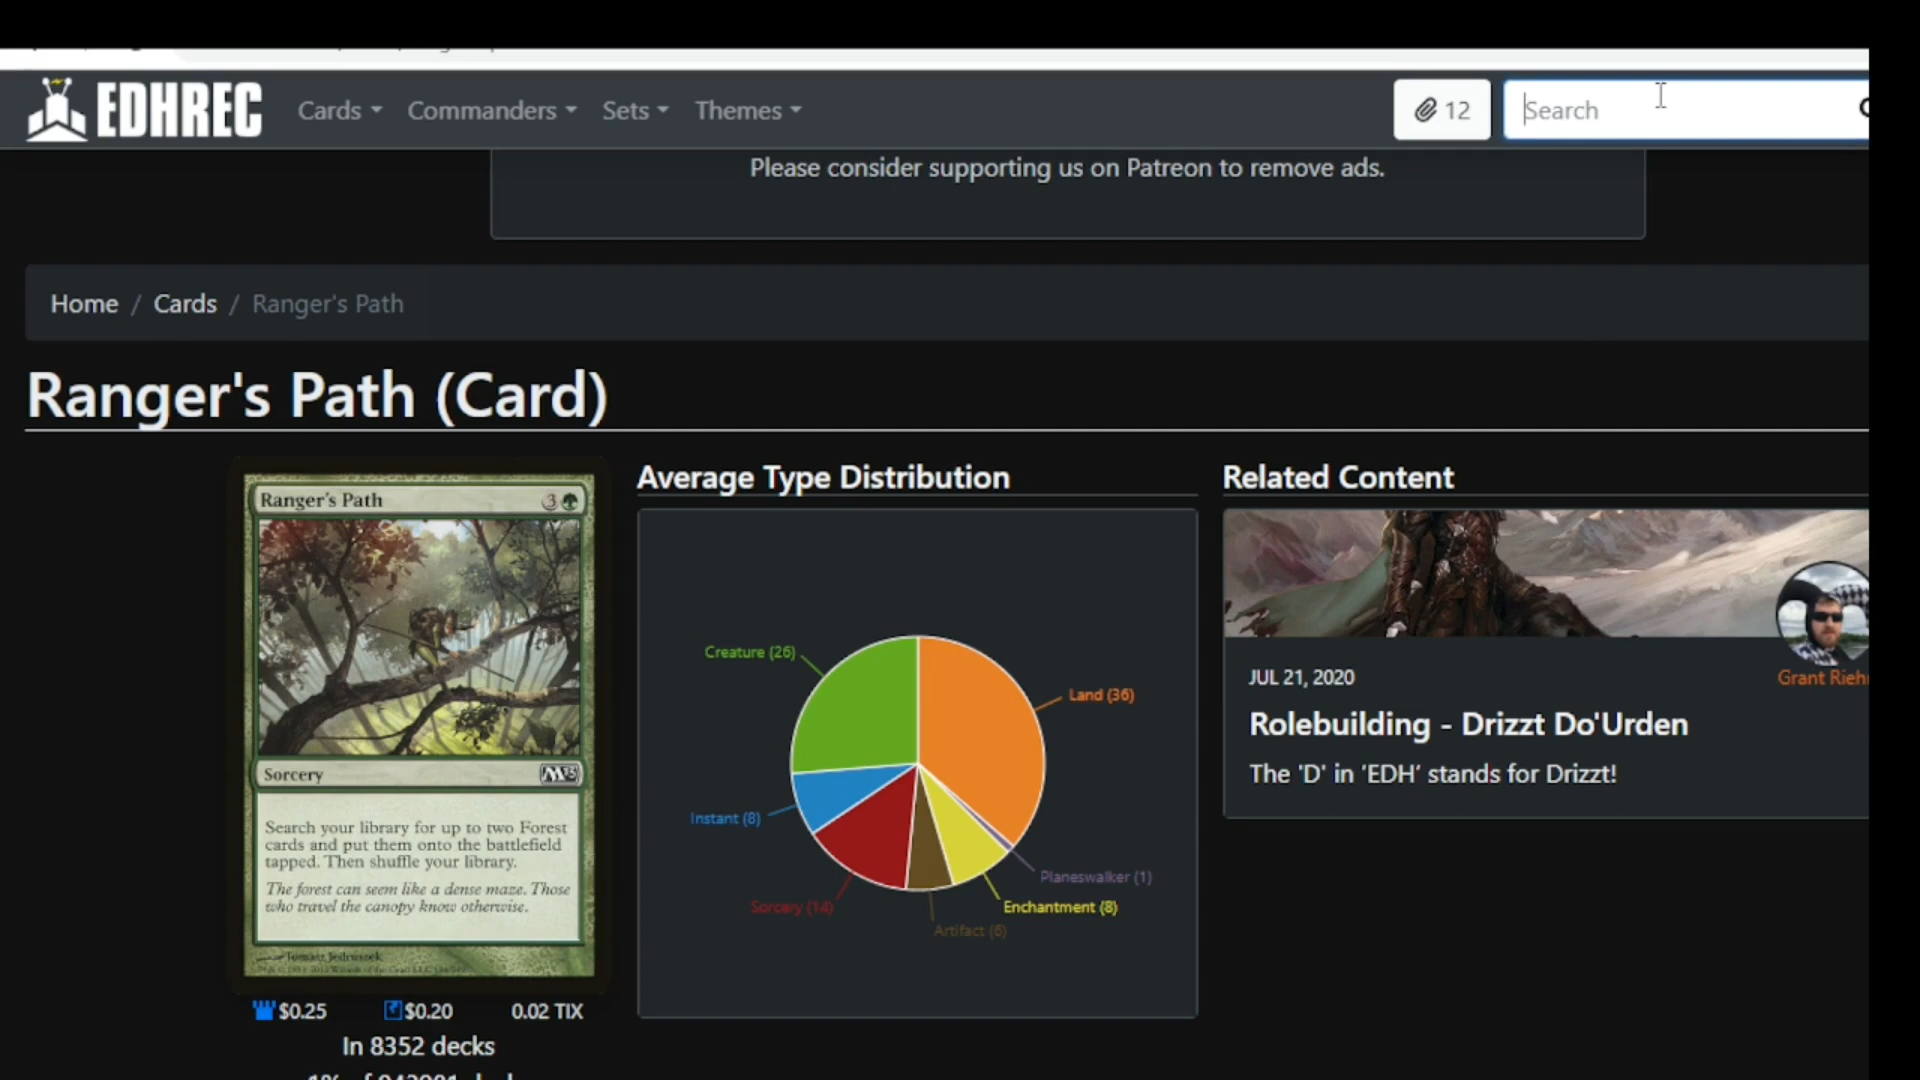 EDHREC
Cards
Commanders
Sets
Themes
12
Search
Please consider supporting us on Patreon to remove ads.
Home / Cards / Ranger's Path
Ranger's Path (Card)
Ranger's Path 3
Sorcery
Search your library for up to two Forest
cards and put them onto the battlefield
tapped. Then shuffle your library.
The forest can seem like a dense maze. Those
who travel the canopy know otherwise.
Tomasz Jedruszek
$0.25
$0.20
0.02 TIX
In 8352 decks
Average Type Distribution
Creature (26)
Land (36)
Instant (8)
Planeswalker (1)
Sorcery (14)
Enchantment (8)
Artifact (6)
Related Content
JUL 21, 2020
Grant Rieh
Rolebuilding - Drizzt Do'Urden
The 'D' in 'EDH' stands for Drizzt!